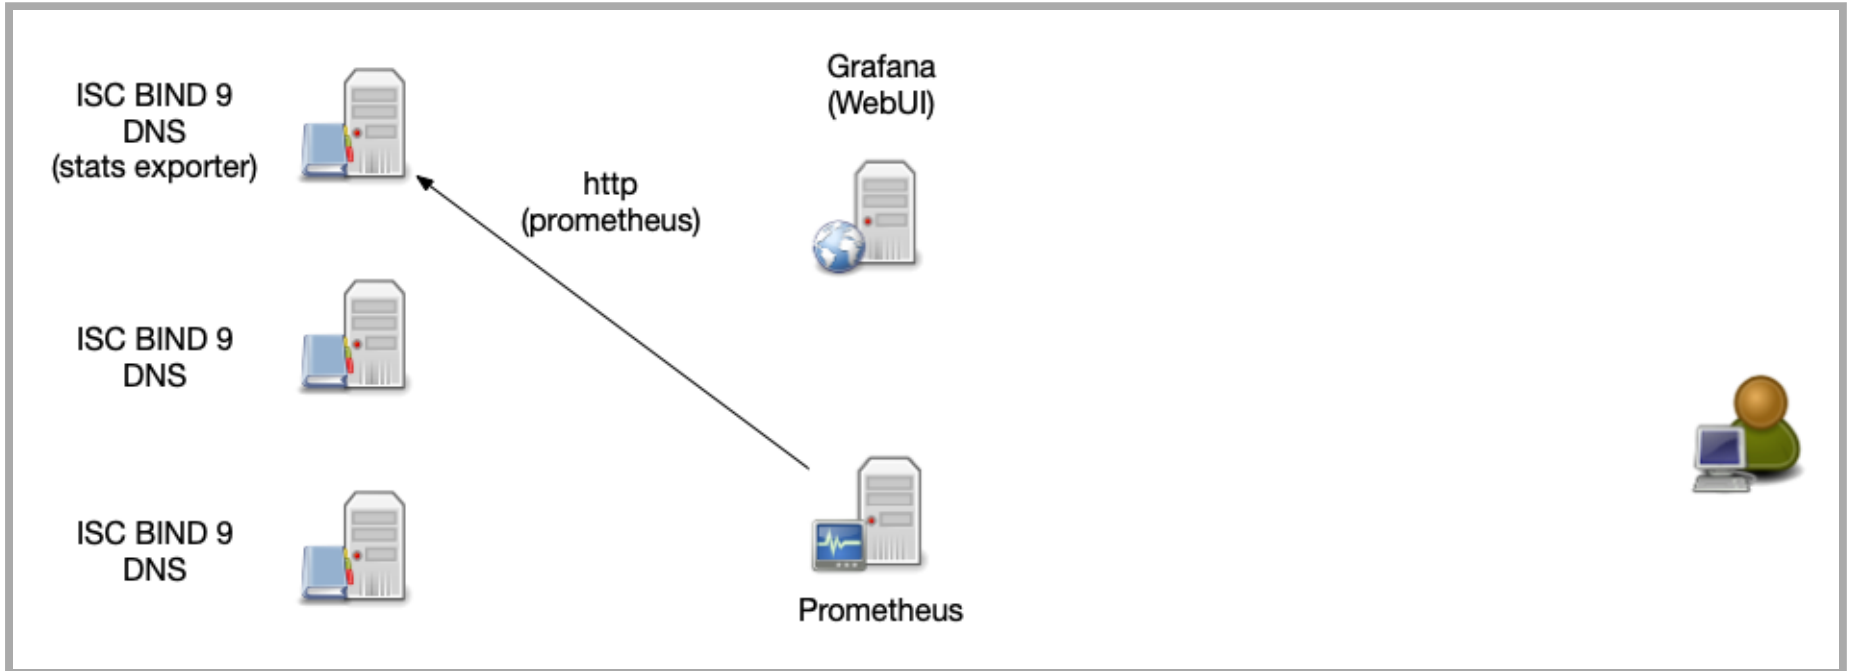 ISC BIND 9
DNS
(stats exporter)
Grafana
(WebUI)
http
(prometheus)
ISC BIND 9
DNS
ISC BIND 9
DNS
Prometheus